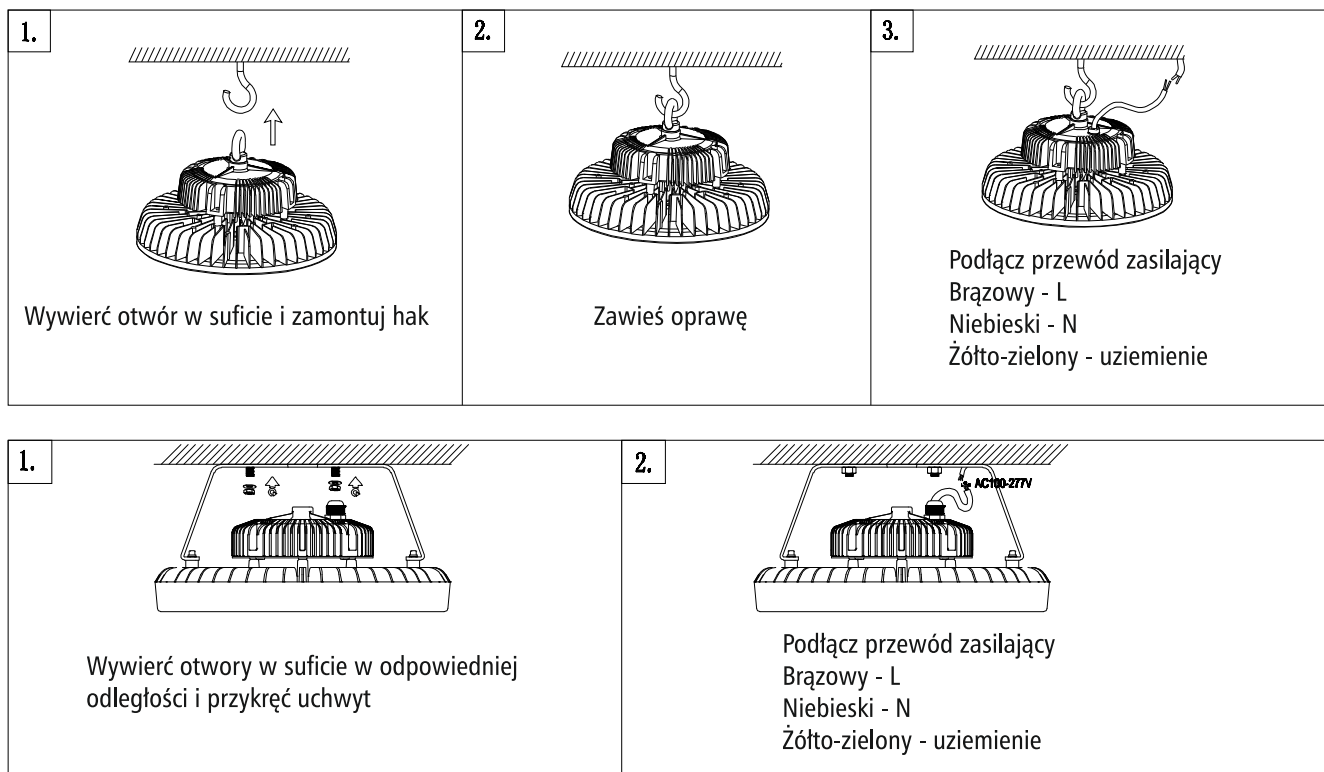 1.
Wywierć otwór w suficie i zamontuj hak
2.
Zawieś oprawę
3.
Podłącz przewód zasilający
Brązowy - L
Niebieski - N
Żółto-zielony - uziemienie
1.
Wywierć otwory w suficie w odpowiedniej
odległości i przykręć uchwyt
2.
AC100-277V
Podłącz przewód zasilający
Brązowy - L
Niebieski - N
Żółto-zielony - uziemienie